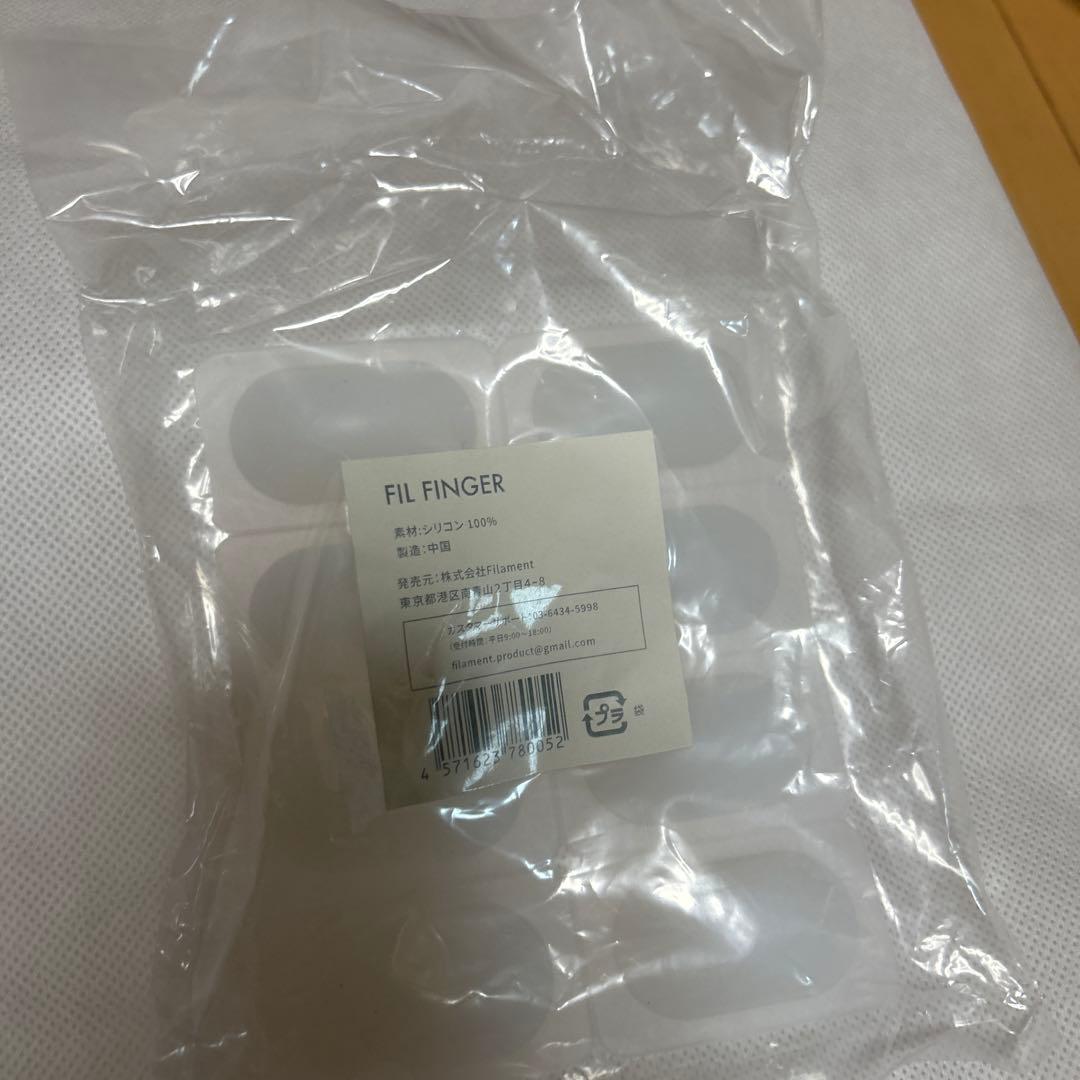 FIL FINGER
素材:シリコン 100%
製造:中国
発売元:株式会社Filament
東京都港区南青山2丁目4-8
カスタマーサポート:03-6434-5998
(受付時間:平日9:00〜18:00)
filament.product@gmail.com
プラ 袋
4 571623 780052